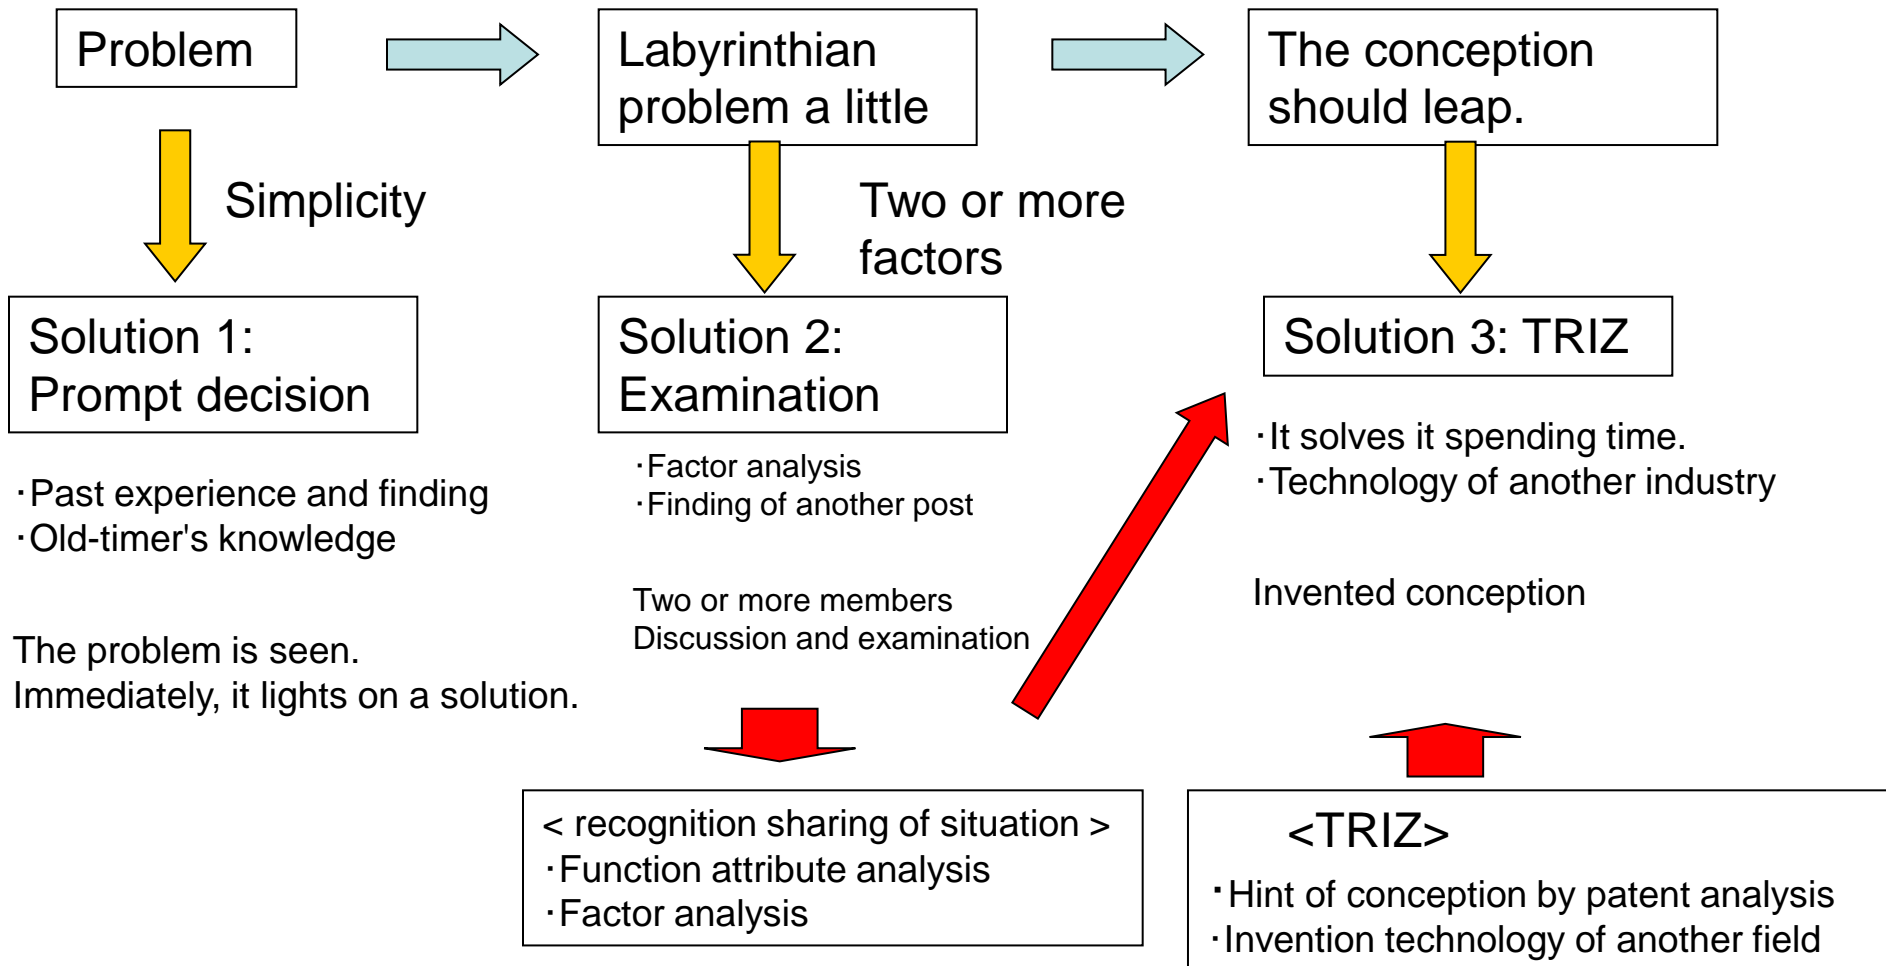 Problem
Labyrinthian
problem a little
The conception
should leap.
Simplicity
Two or more
factors
Solution 1:
Prompt decision
Solution 2:
Examination
Solution 3: TRIZ
・Past experience and finding
・Old-timer's knowledge
The problem is seen.
Immediately, it lights on a solution.
・Factor analysis
・Finding of another post
Two or more members
Discussion and examination
・It solves it spending time.
・Technology of another industry
Invented conception
< recognition sharing of situation >
・Function attribute analysis
・Factor analysis
<TRIZ>
・Hint of conception by patent analysis
・Invention technology of another field